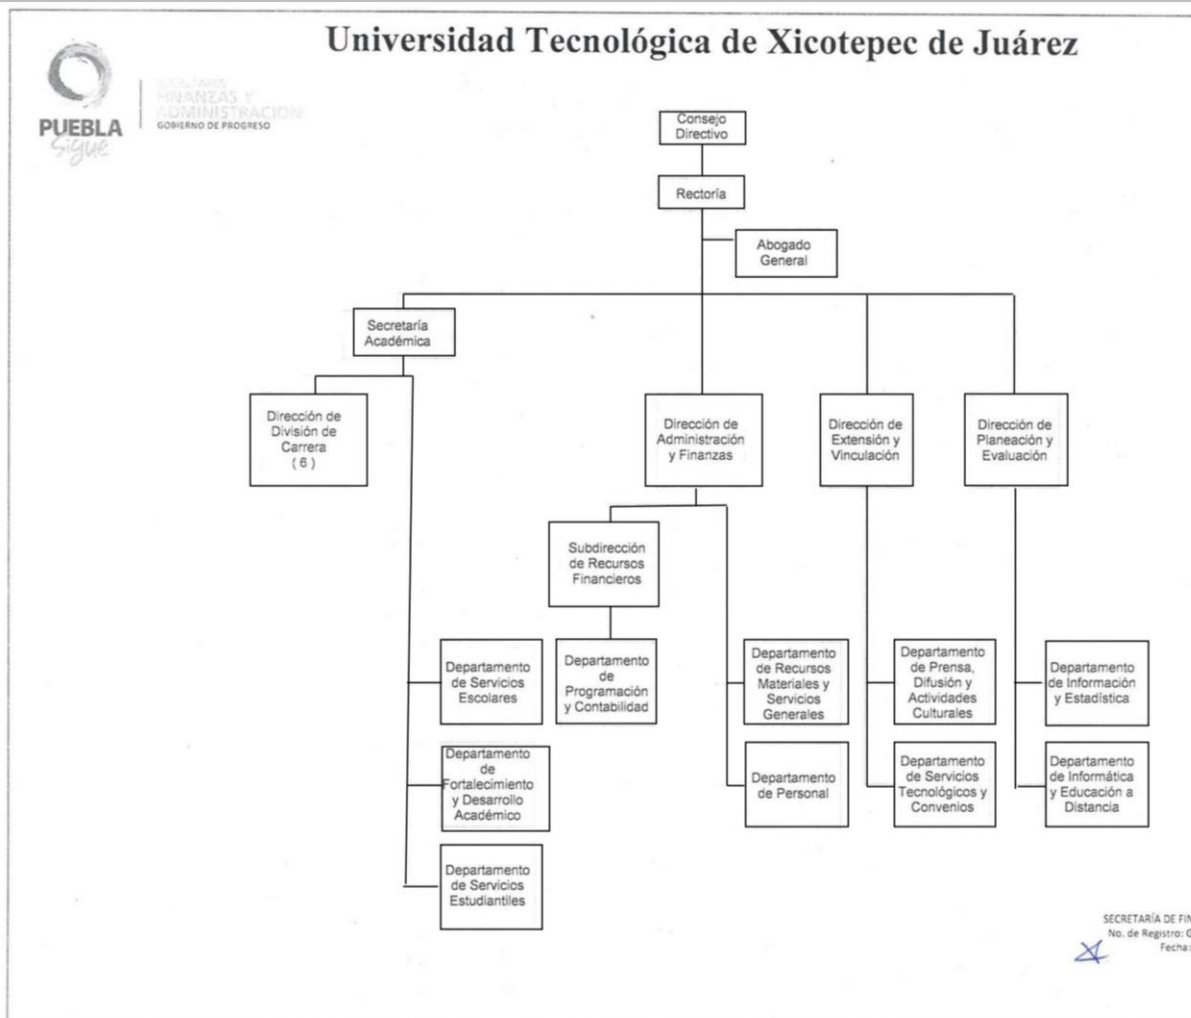 Universidad Tecnológica de Xicotepec de Juárez
PUEBLA
Sigue
SECRETARÍA
FINANZAS Y
ADMINISTRACIÓN
GOBIERNO DE PROGRESO
Consejo
Directivo
Rectoría
Abogado
General
Secretaría
Académica
Dirección de
División de
Carrera
( 6 )
Dirección de
Administración
y Finanzas
Dirección de
Extensión y
Vinculación
Dirección de
Planeación y
Evaluación
Subdirección
de Recursos
Financieros
Departamento
de Servicios
Escolares
Departamento
de
Programación
y Contabilidad
Departamento
de Recursos
Materiales y
Servicios
Generales
Departamento
de Prensa,
Difusión y
Actividades
Culturales
Departamento
de Información
y Estadística
Departamento
de
Fortalecimiento
y Desarrollo
Académico
Departamento
de Personal
Departamento
de Servicios
Tecnológicos y
Convenios
Departamento
de Informática
y Educación a
Distancia
Departamento
de Servicios
Estudiantiles
SECRETARÍA DE FIN
No. de Registro: G
Fecha: